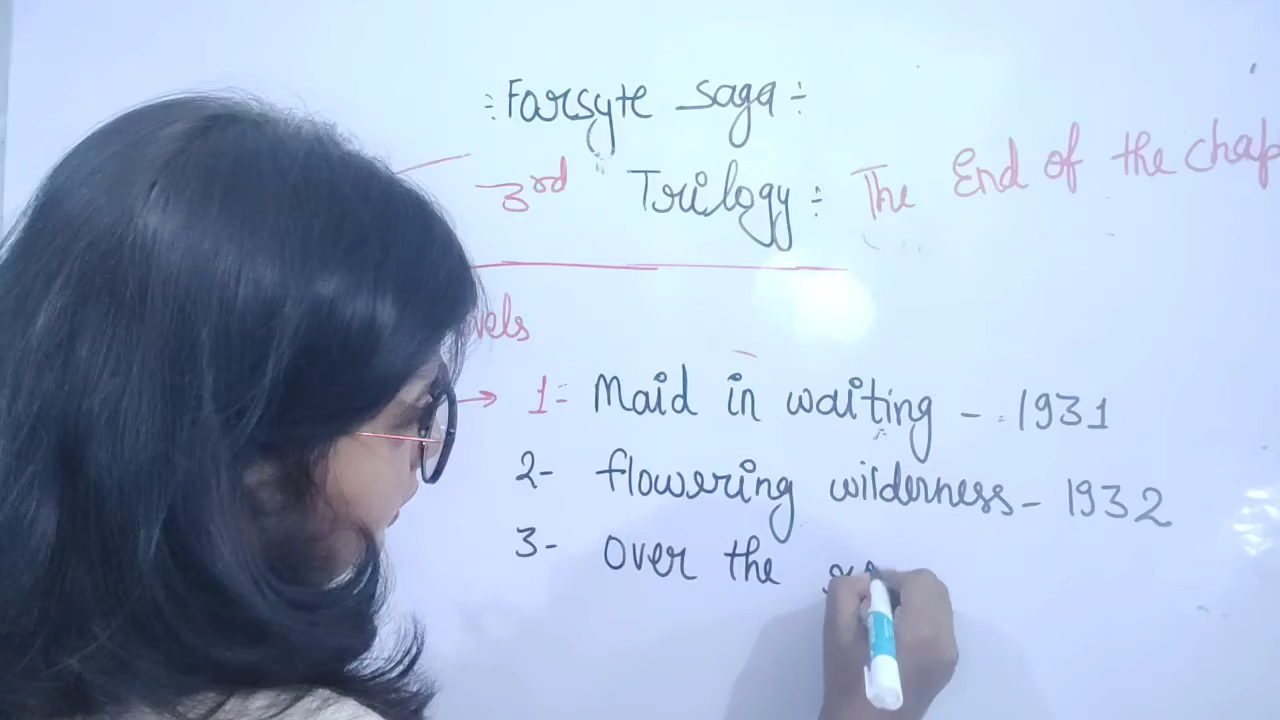 : Farsyte Saga ÷
3rd Trilogy : The End of the Chap
vels
→ 1= Maid in waiting - 1931
2- flowering wilderness - 1932
3- Over the